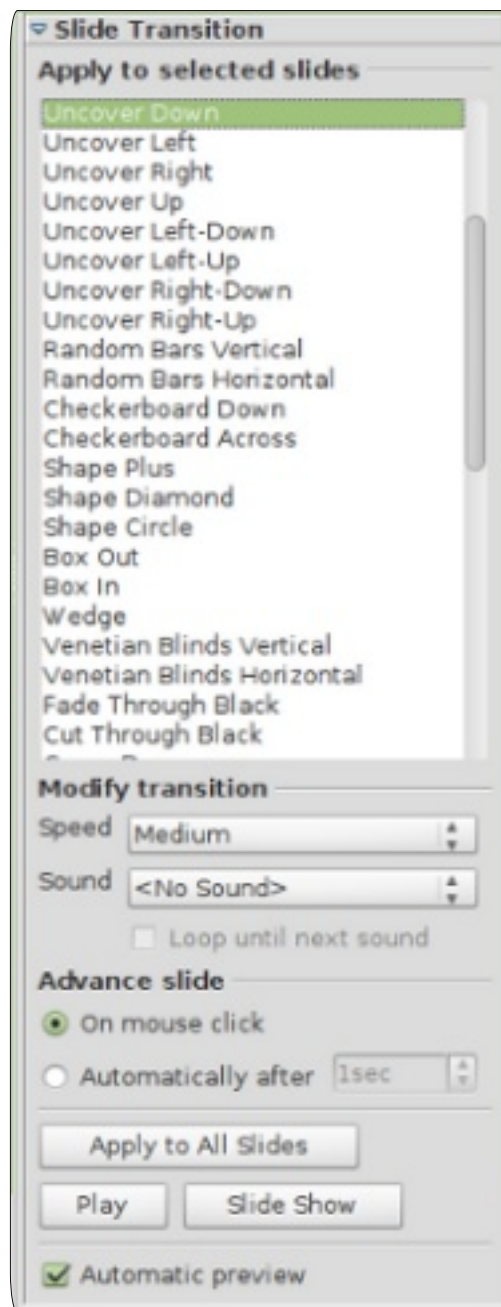 Slide Transition
Apply to selected slides
Uncover Down
Uncover Left
Uncover Right
Uncover Up
Uncover Left-Down
Uncover Left-Up
Uncover Right-Down
Uncover Right-Up
Random Bars Vertical
Random Bars Horizontal
Checkerboard Down
Checkerboard Across
Shape Plus
Shape Diamond
Shape Circle
Box Out
Box In
Wedge
Venetian Blinds Vertical
Venetian Blinds Horizontal
Fade Through Black
Cut Through Black
Modify transition
Speed Medium
Sound <No Sound>
Loop until next sound
Advance slide
On mouse click
Automatically after 1sec
Apply to All Slides
Play Slide Show
Automatic preview